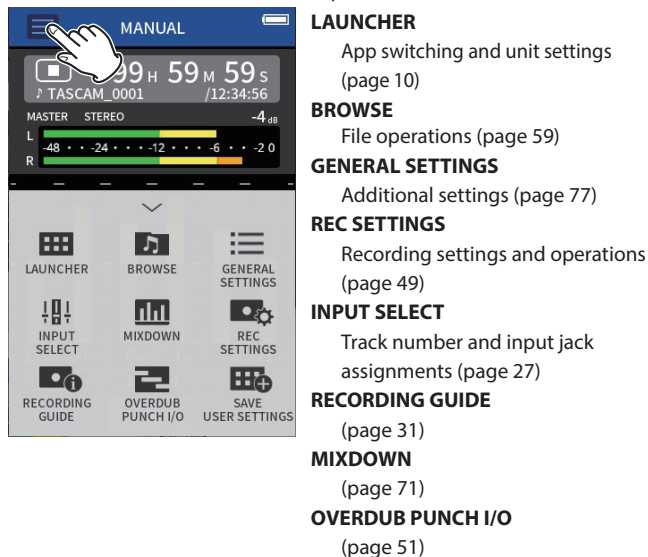 MANUAL
99 H 59 M 59 s
♪ TASCAM_0001 /12:34:56
MASTER STEREO -4 dB
L
-48 • • -24 • • • -12 • • • -6 • • -2 0
R
LAUNCHER
BROWSE
GENERAL
SETTINGS
INPUT
SELECT
MIXDOWN
REC
SETTINGS
RECORDING
GUIDE
OVERDUB
PUNCH I/O
SAVE
USER SETTINGS
LAUNCHER
App switching and unit settings
(page 10)
BROWSE
File operations (page 59)
GENERAL SETTINGS
Additional settings (page 77)
REC SETTINGS
Recording settings and operations
(page 49)
INPUT SELECT
Track number and input jack
assignments (page 27)
RECORDING GUIDE
(page 31)
MIXDOWN
(page 71)
OVERDUB PUNCH I/O
(page 51)